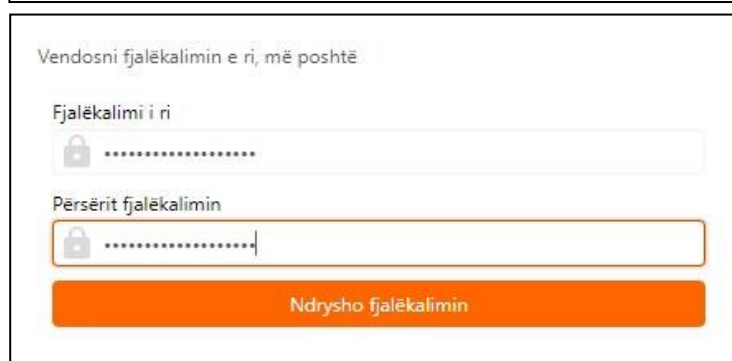 Vendosni fjalëkalimin e ri, më poshtë
Fjalëkalimi i ri
•••••••••••••••••••
Përsërit fjalëkalimin
•••••••••••••••••••
Ndrysho fjalëkalimin